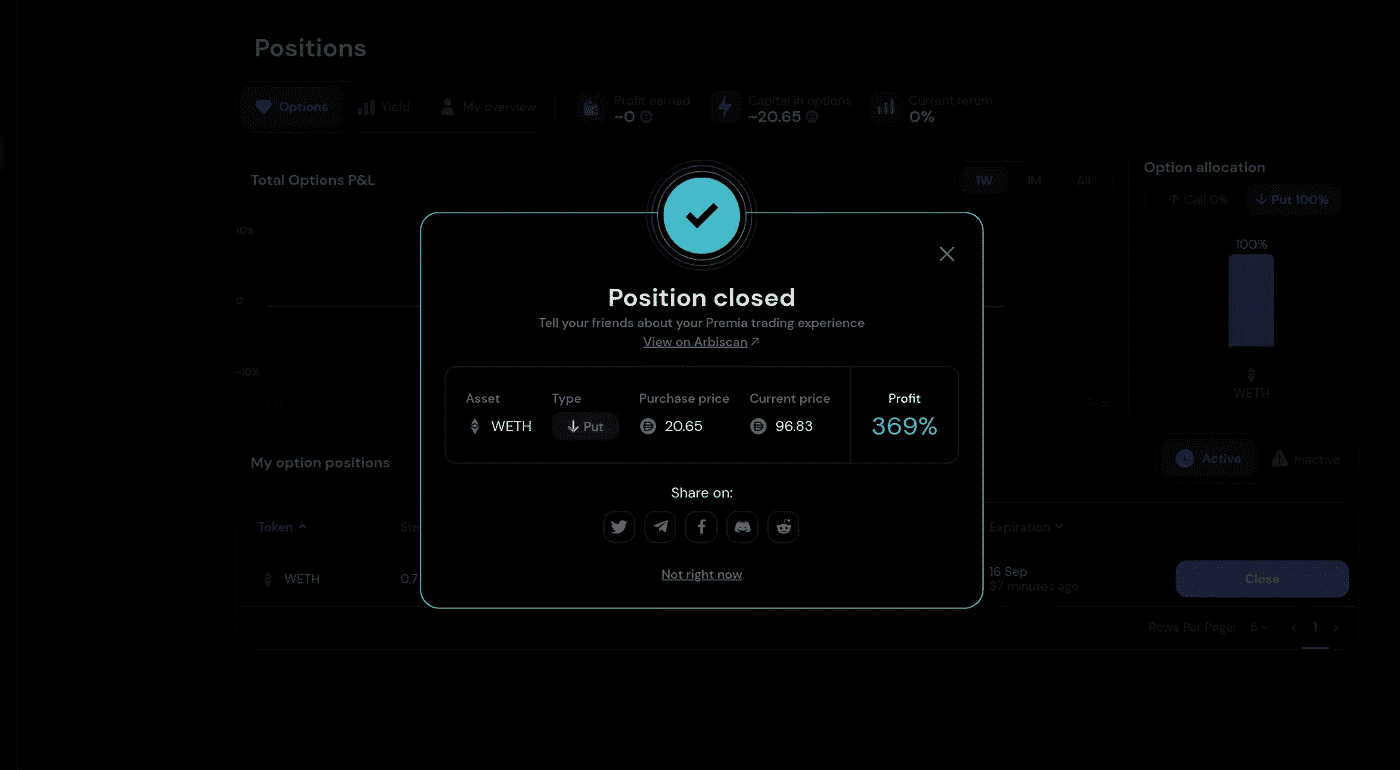 Positions
Options
Yield
My overview
Profit earned
~0
Capital in options
~20.65
Current return
0%
Total Options P&L
1W
1M
All
Option allocation
Call 0%
Put 100%
10%
0
-10%
100%
WETH
Position closed
Tell your friends about your Premia trading experience
View on Arbiscan
Asset Type Purchase price Current price Profit
WETH Put 20.65 96.83 369%
Share on:
Not right now
My option positions
Active
Inactive
Token
Expiration
WETH
0.7
16 Sep
37 minutes ago
Close
Rows Per Page: 5
1